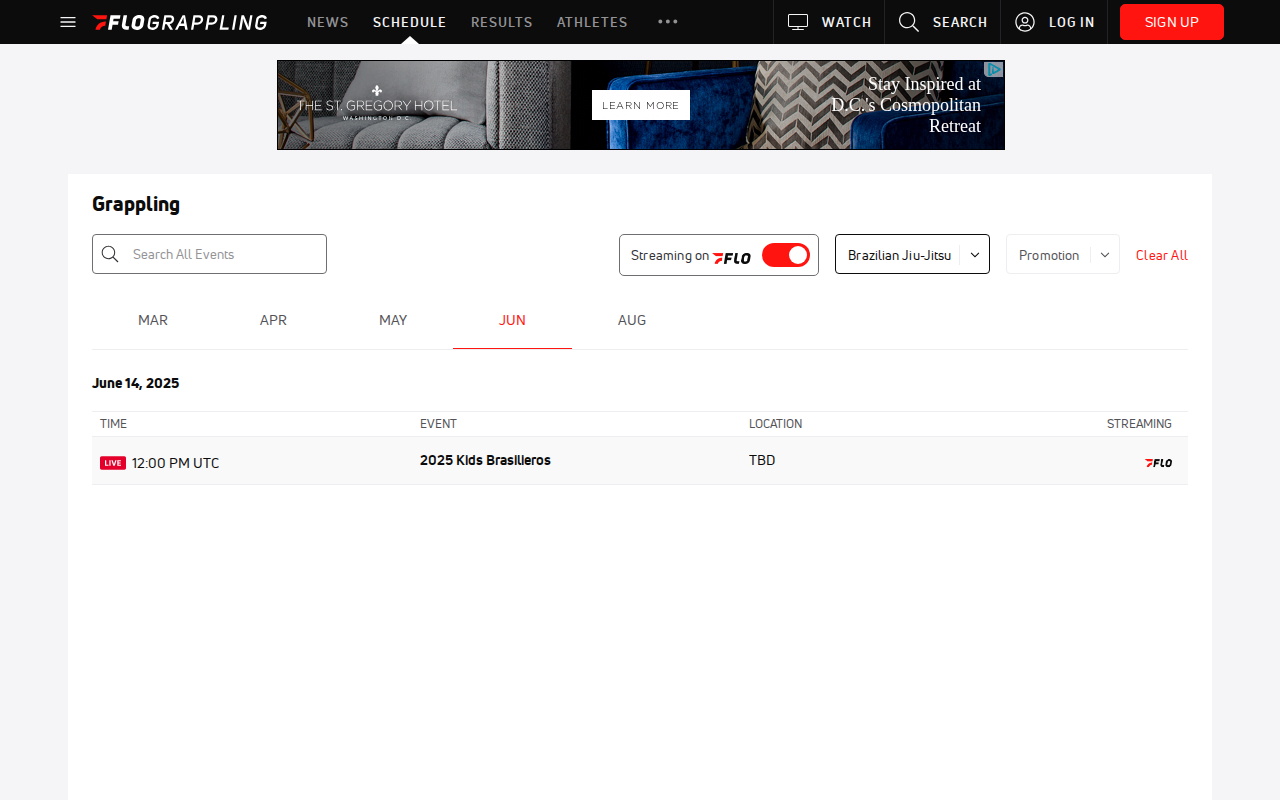 FLOGRAPPLING NEWS SCHEDULE RESULTS ATHLETES WATCH SEARCH LOG IN SIGN UP
THE ST. GREGORY HOTEL
WASHINGTON D.C.
LEARN MORE
Stay Inspired at
D.C.'s Cosmopolitan
Retreat
Grappling
Search All Events Streaming on FLO Brazilian Jiu-Jitsu Promotion Clear All
MAR APR MAY JUN AUG
June 14, 2025
TIME EVENT LOCATION STREAMING
LIVE 12:00 PM UTC 2025 Kids Brasilieros TBD FLO